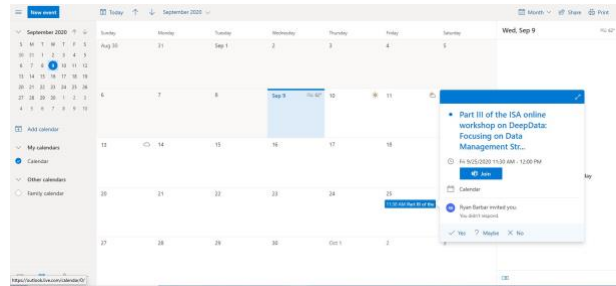 New event
Today
September 2020
Month
Share
Print
September 2020
S M T W T F S
30 31 1 2 3 4 5
6 7 8 9 10 11 12
13 14 15 16 17 18 19
20 21 22 23 24 25 26
27 28 29 30 1 2 3
4 5 6 7 8 9 10
Add calendar
My calendars
Calendar
Other calendars
Family calendar
https://outlook.live.com/calendar/0/
Sunday Monday Tuesday Wednesday Thursday Friday Saturday
Aug 30 31 Sep 1 2 3 4 5
6 7 8 Sep 9 10 11
13 14 15 16 17 18
20 21 22 23 24 25
11:30 AM Part III of the
27 28 29 30 Oct 1 2
Wed, Sep 9
Part III of the ISA online
workshop on DeepData:
Focusing on Data
Management Str...
Fri 9/25/2020 11:30 AM - 12:00 PM
Join
Calendar
Ryan Barbar invited you
You didn't respond
Yes ? Maybe No